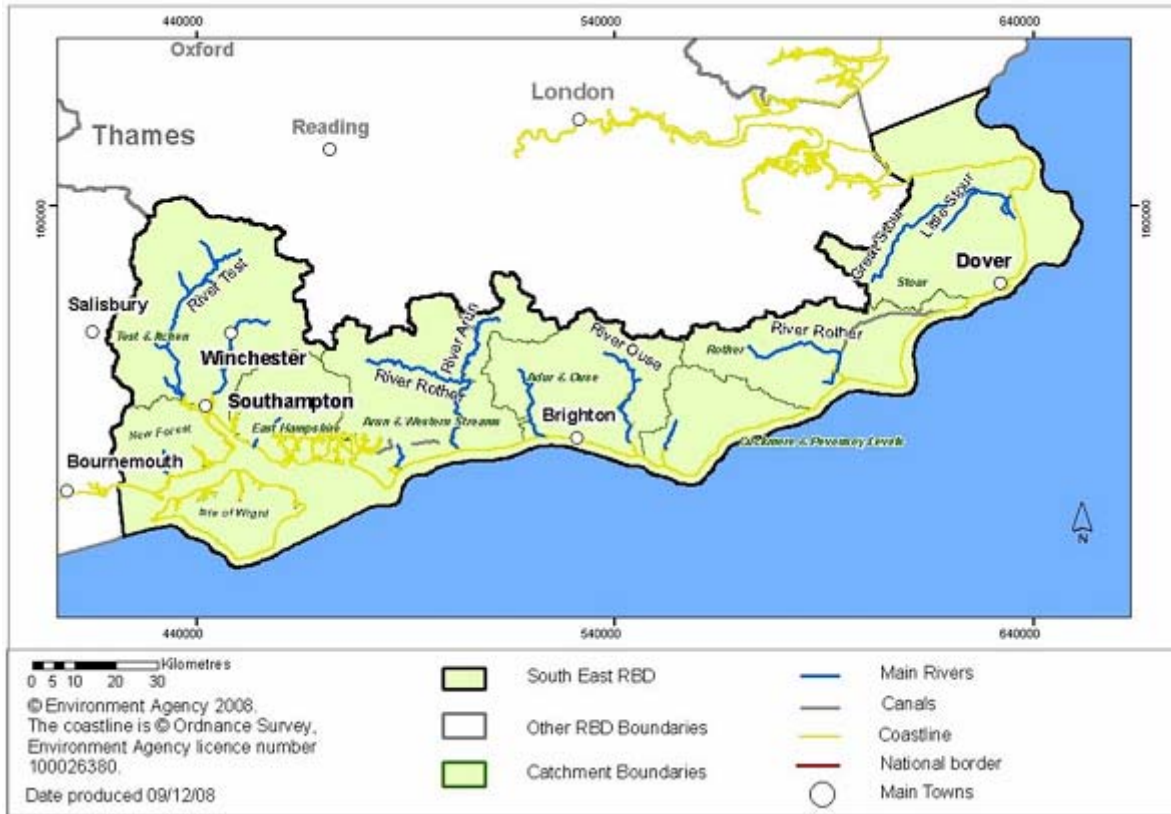 440000
540000
640000
Oxford
London
Thames
Reading
160000
160000
Great Stour
Little Stour
River Test
Dover
Stour
Salisbury
Test & Itchen
River Arun
River Ouse
River Rother
Rother
Winchester
River Rother
Adur & Ouse
Southampton
Brighton
New Forest
East Hampshire
Arun & Western Streams
Cuckmere & Pevensey Levels
Bournemouth
Isle of Wight
N
440000
540000
640000
Kilometres
0 5 10 20 30
© Environment Agency 2008.
The coastline is © Ordnance Survey,
Environment Agency licence number
100026380.
Date produced 09/12/08
South East RBD
Other RBD Boundaries
Catchment Boundaries
Main Rivers
Canals
Coastline
National border
Main Towns